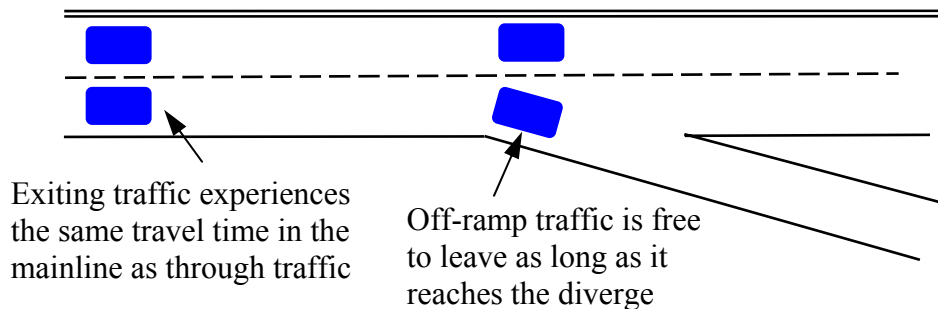 Exiting traffic experiences
the same travel time in the
mainline as through traffic
Off-ramp traffic is free
to leave as long as it
reaches the diverge